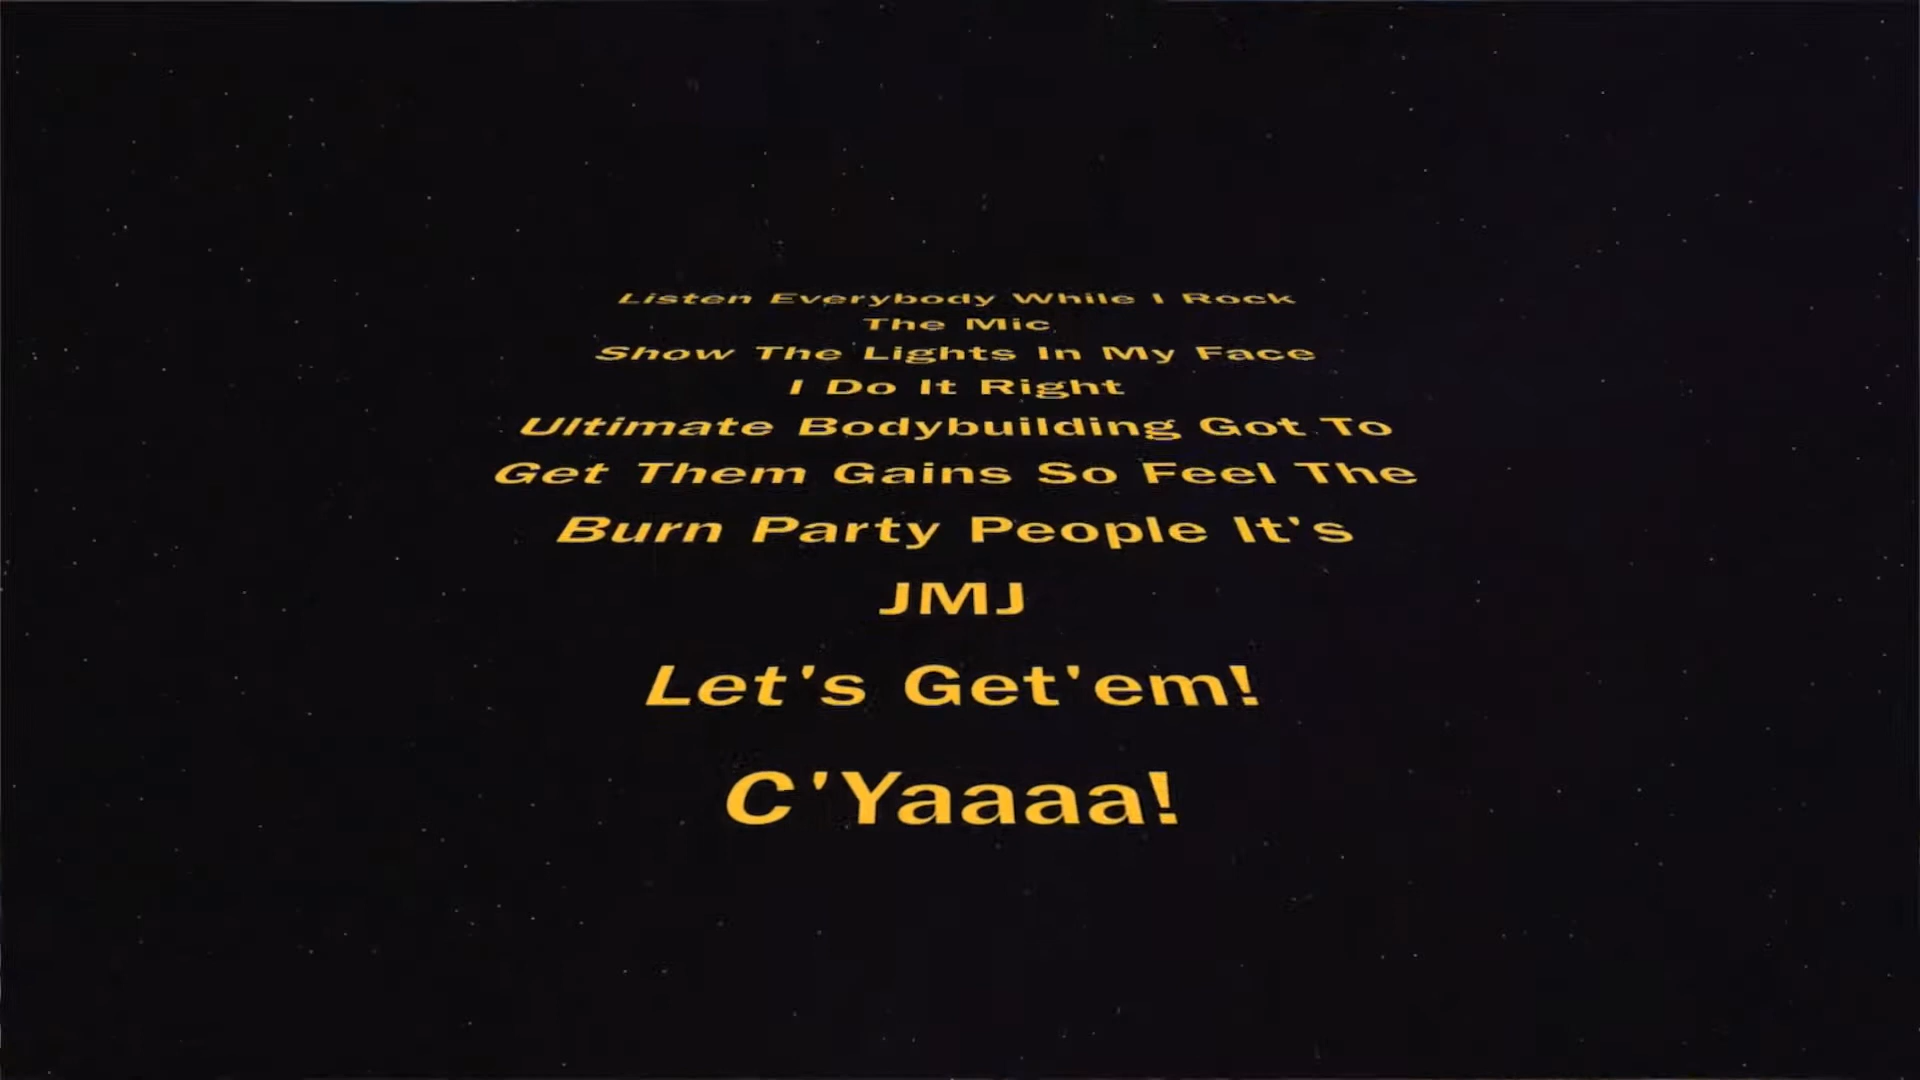 Listen Everybody While I Rock
The Mic
Show The Lights In My Face
I Do It Right
Ultimate Bodybuilding Got To
Get Them Gains So Feel The
Burn Party People It's
JMJ
Let's Get'em!
C'Yaaaa!